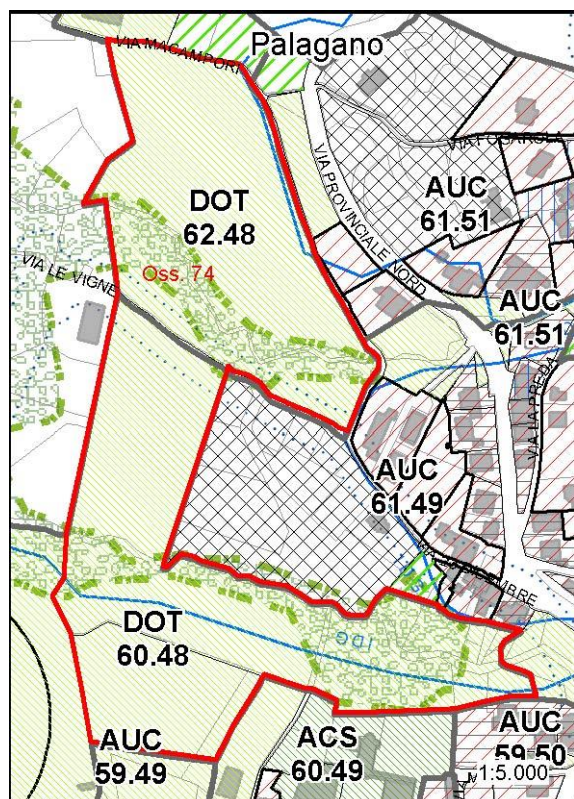 Palagano
VIA MACAMPORI
VIA PROVINCIALE NORD
DOT
62.48
AUC
61.51
Oss. 74
VIA LE VIGNE
AUC
61.51
VIA LIA PREDA
AUC
61.49
DOT
60.48
IDG
AUC
59.49
ACS
60.49
AUC
59.50
1:5.000